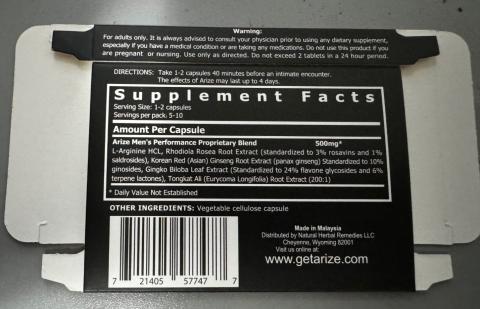 Warning:
For adults only. It is always advised to consult your physician prior to using any dietary supplement,
especially if you have a medical condition or are taking any medications. Do not use this product if you
are pregnant or nursing. Use only as directed. Do not exceed 2 tablets in a 24 hour period.
DIRECTIONS: Take 1-2 capsules 40 minutes before an intimate encounter.
The effects of Arize may last up to 4 days.
Supplement Facts
Serving Size: 1-2 capsules
Servings per pack: 5-10
Amount Per Capsule
Arize Men's Performance Proprietary Blend 500mg*
L-Arginine HCL, Rhodiola Rosea Root Extract (standardized to 3% rosavins and 1%
saldrosides), Korean Red (Asian) Ginseng Root Extract (panax ginseng) Standardized to 10%
ginosides, Gingko Biloba Leaf Extract (Standardized to 24% flavone glycosides and 6%
terpene lactones), Tongkat Ali (Eurycoma Longifolia) Root Extract (200:1)
* Daily Value Not Established
OTHER INGREDIENTS: Vegetable cellulose capsule
Made in Malaysia
Distributed by Natural Herbal Remedies LLC
Cheyenne, Wyoming 82001
Visit us online at:
www.getarize.com
7 21405 57747 7